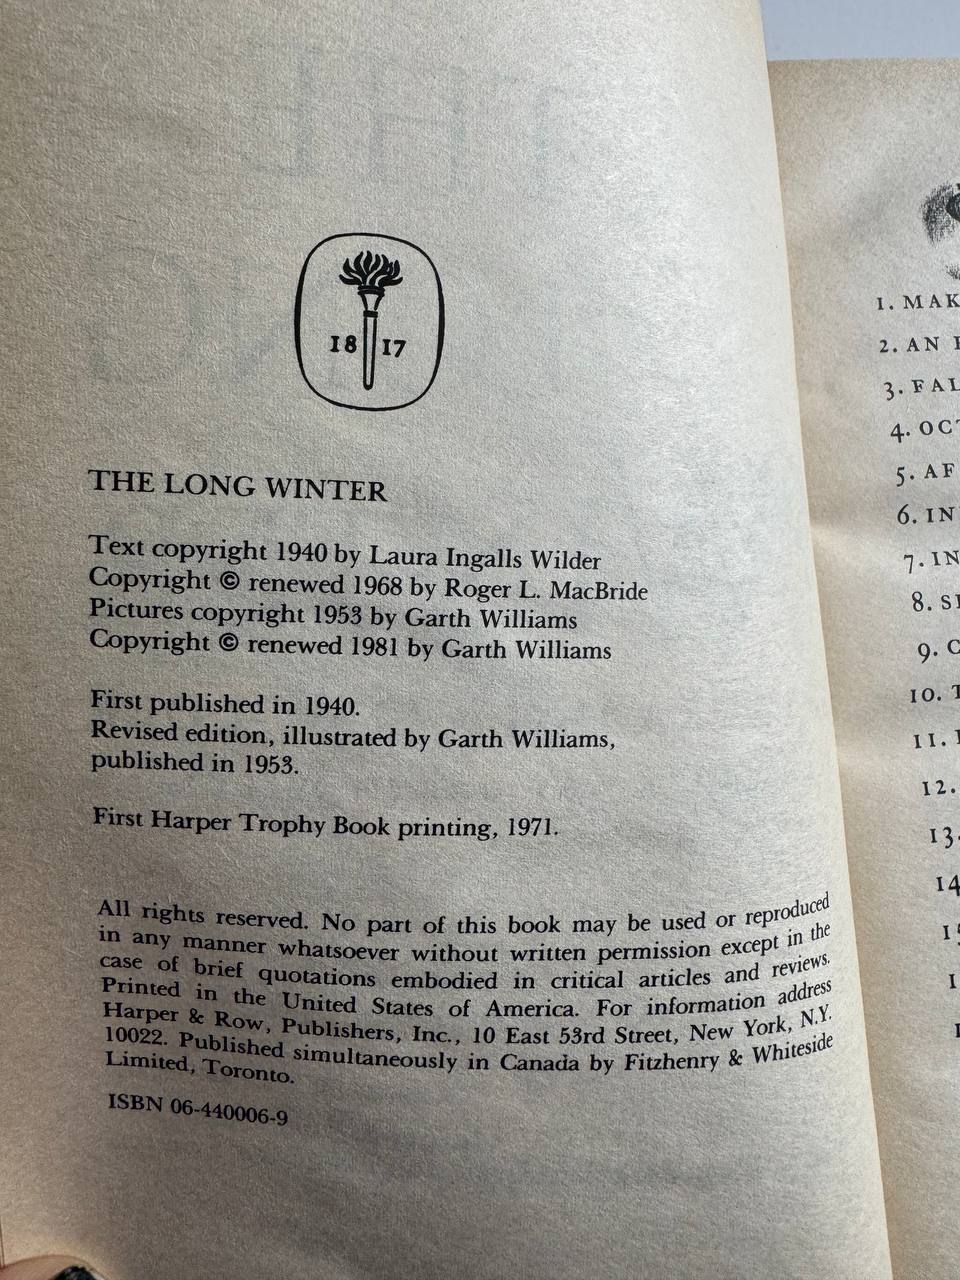 18 17
THE LONG WINTER
Text copyright 1940 by Laura Ingalls Wilder
Copyright © renewed 1968 by Roger L. MacBride
Pictures copyright 1953 by Garth Williams
Copyright © renewed 1981 by Garth Williams
First published in 1940.
Revised edition, illustrated by Garth Williams,
published in 1953.
First Harper Trophy Book printing, 1971.
All rights reserved. No part of this book may be used or reproduced
in any manner whatsoever without written permission except in the
case of brief quotations embodied in critical articles and reviews.
Printed in the United States of America. For information address
Harper & Row, Publishers, Inc., 10 East 53rd Street, New York, N.Y.
10022. Published simultaneously in Canada by Fitzhenry & Whiteside
Limited, Toronto.
ISBN 06-440006-9
1. MAK
2. AN
3. FAL
4. OCT
5. AF
6. IN
7. IN
8.
9.
10.
11.
12.
13.
14